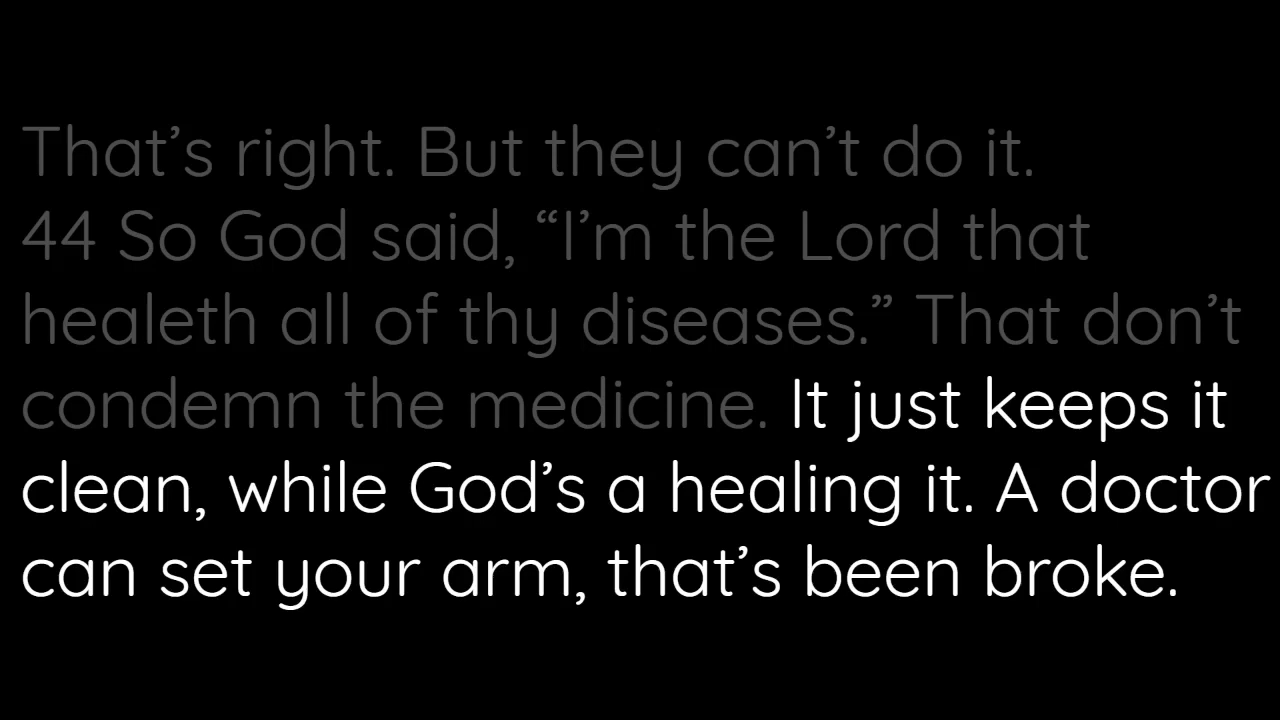 That’s right. But they can’t do it.
44 So God said, “I’m the Lord that
healeth all of thy diseases.” That don’t
condemn the medicine. It just keeps it
clean, while God’s a healing it. A doctor
can set your arm, that’s been broke.